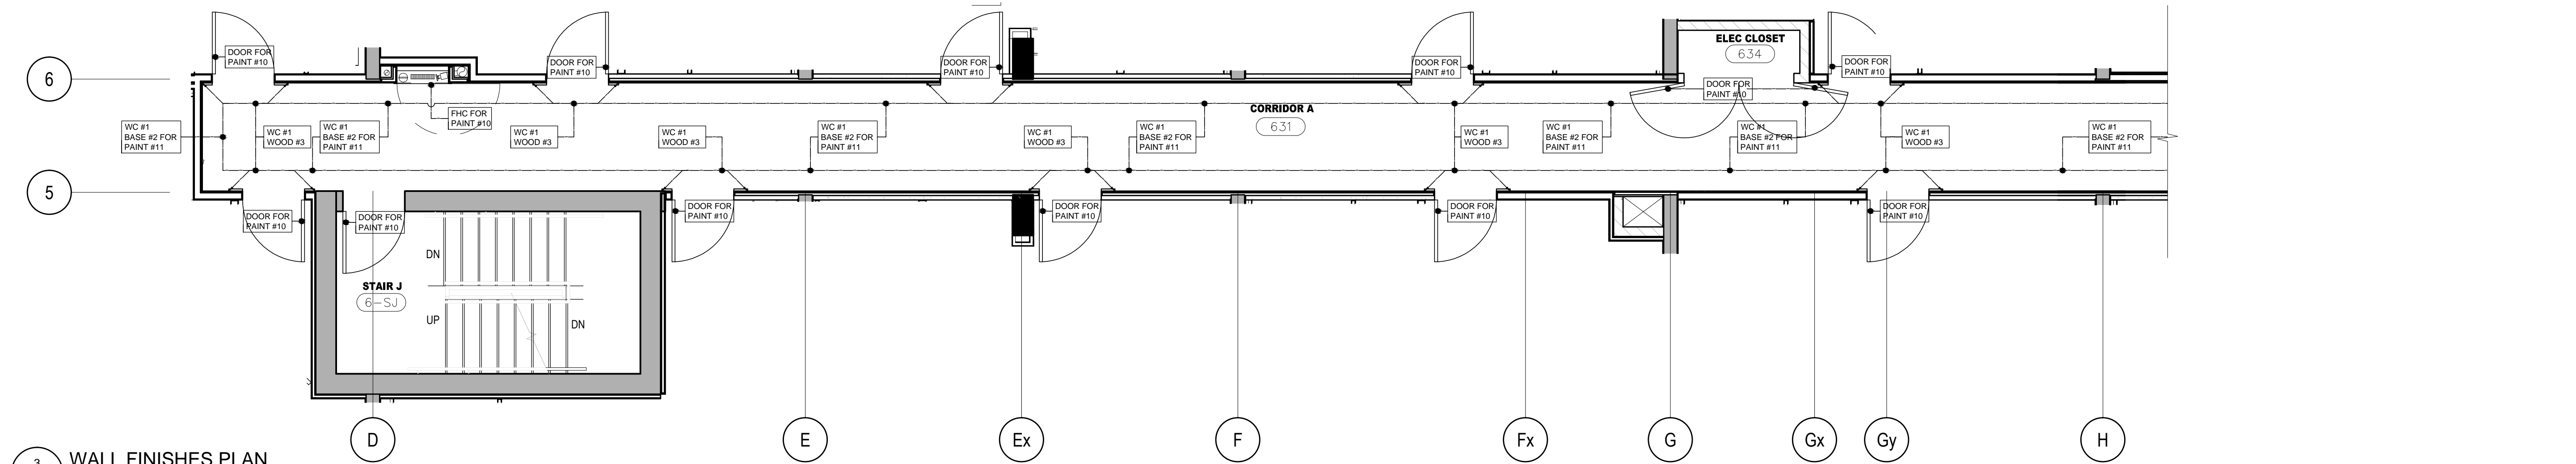 6
DOOR FOR
PAINT #10
DOOR FOR
PAINT #10
DOOR FOR
PAINT #10
DOOR FOR
PAINT #10
ELEC CLOSET
634
DOOR FOR
PAINT #10
DOOR FOR
PAINT #10
FHC FOR
PAINT #10
CORRIDOR A
631
WC #1
BASE #2 FOR
PAINT #11
WC #1
WOOD #3
WC #1
BASE #2 FOR
PAINT #11
WC #1
WOOD #3
WC #1
WOOD #3
WC #1
BASE #2 FOR
PAINT #11
WC #1
WOOD #3
WC #1
BASE #2 FOR
PAINT #11
WC #1
WOOD #3
WC #1
BASE #2 FOR
PAINT #11
WC #1
BASE #2 FOR
PAINT #11
WC #1
WOOD #3
WC #1
BASE #2 FOR
PAINT #11
5
DOOR FOR
PAINT #10
DOOR FOR
PAINT #10
DOOR FOR
PAINT #10
DOOR FOR
PAINT #10
DOOR FOR
PAINT #10
DOOR FOR
PAINT #10
DN
STAIR J
6-SJ
UP
DN
D
E
Ex
F
Fx
G
Gx
Gy
H
3
WALL FINISHES PLAN